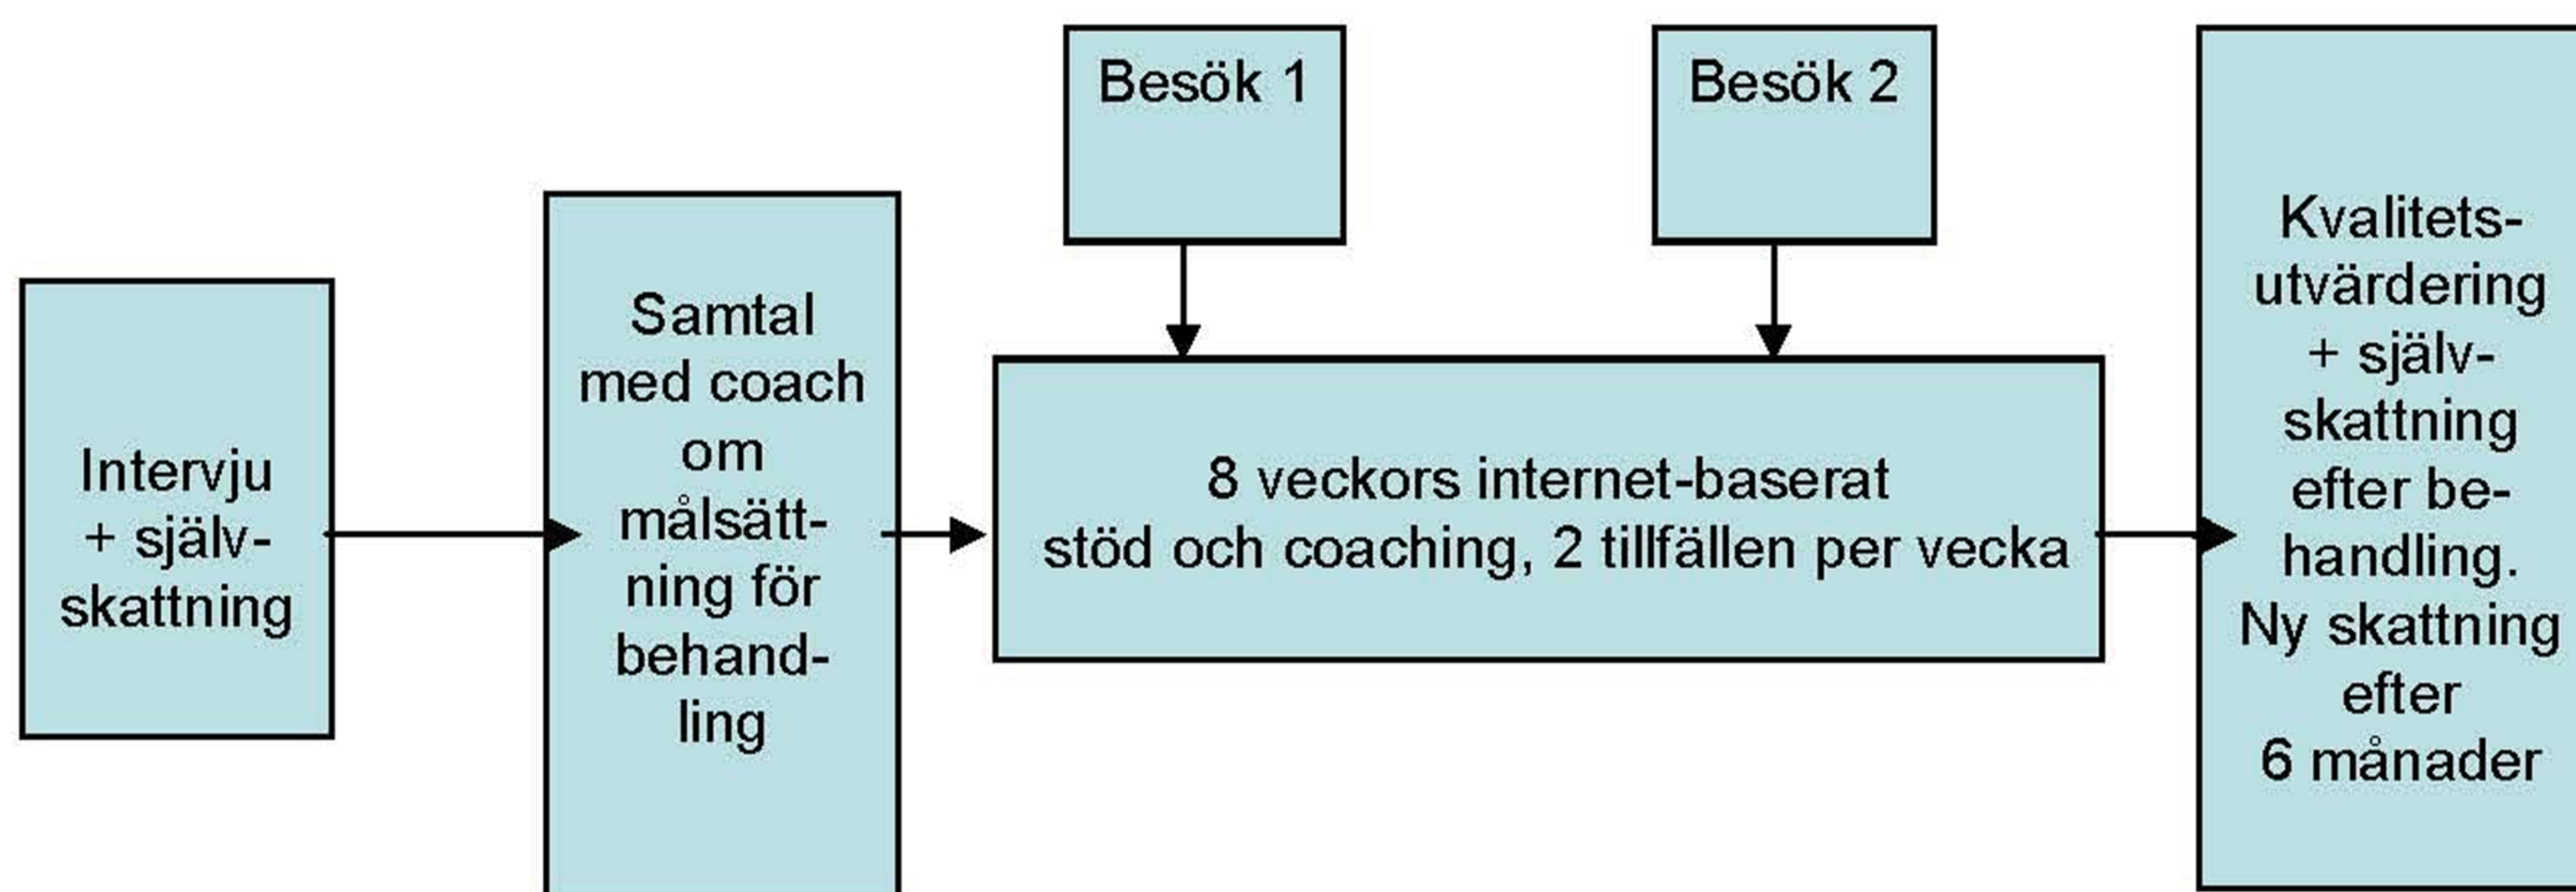 Intervju
+ själv-
skattning
Samtal
med coach
om
målsätt-
ning för
behand-
ling
Besök 1
Besök 2
8 veckors internet-baserat
stöd och coaching, 2 tillfällen per vecka
Kvalitets-
utvärdering
+ själv-
skattning
efter be-
handling.
Ny skattning
efter
6 månader